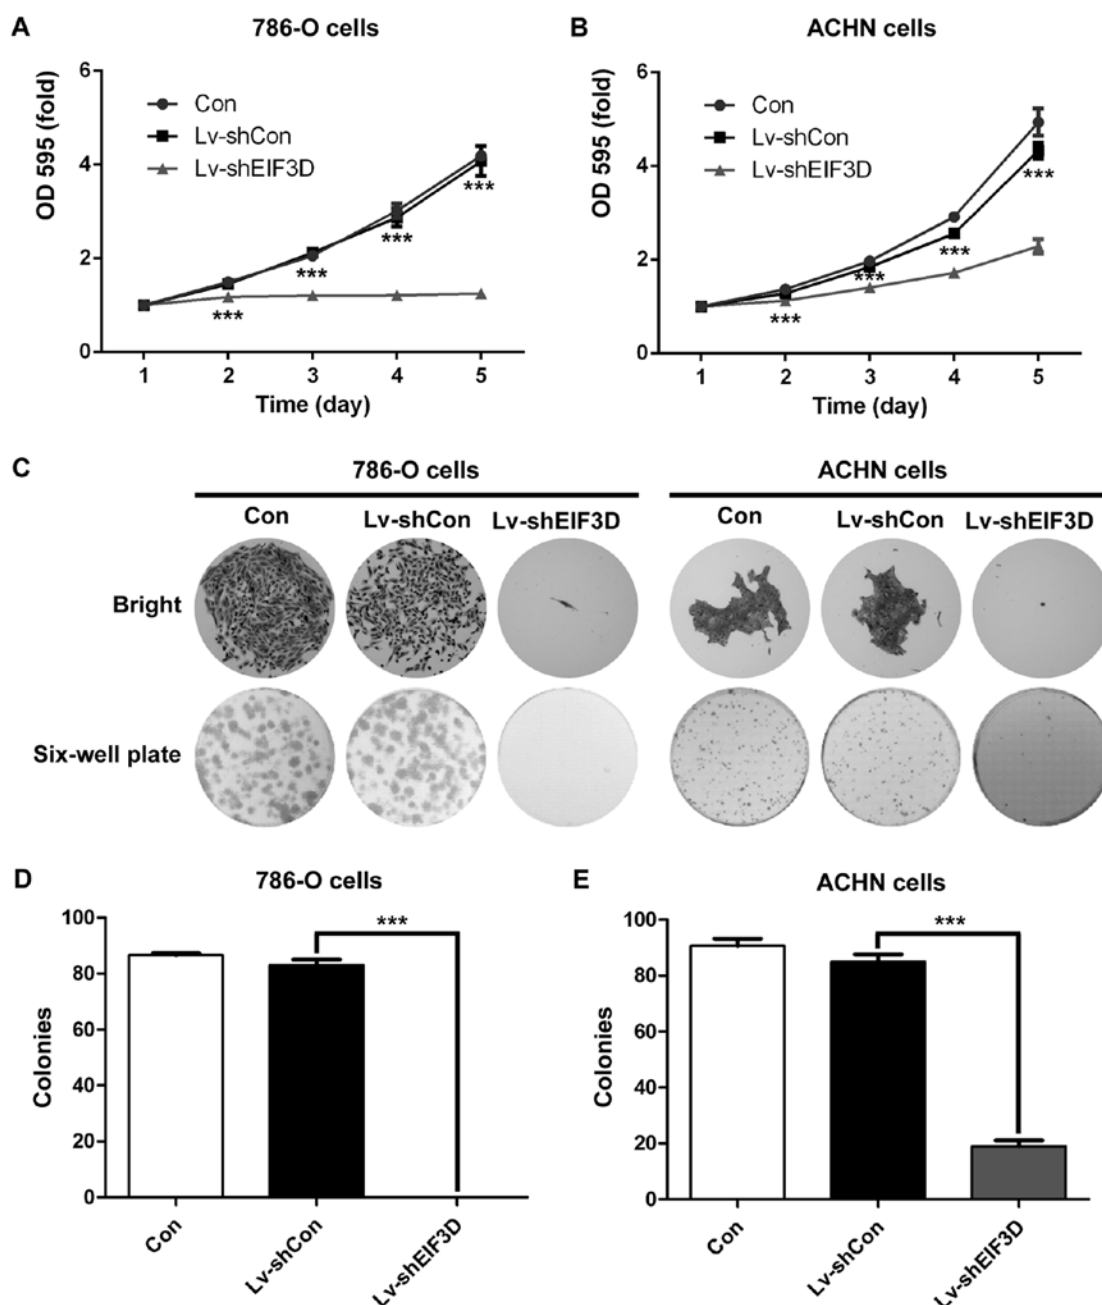 A
786-O cells
OD 595 (fold)
6
4
2
0
Con
Lv-shCon
Lv-shEIF3D
***
***
***
***
1 2 3 4 5
Time (day)
B
ACHN cells
OD 595 (fold)
6
4
2
0
Con
Lv-shCon
Lv-shEIF3D
***
***
***
***
1 2 3 4 5
Time (day)
C
786-O cells
ACHN cells
Con Lv-shCon Lv-shEIF3D Con Lv-shCon Lv-shEIF3D
Bright
Six-well plate
D
786-O cells
Colonies
100
80
60
40
20
0
***
Con
Lv-shCon
Lv-shEIF3D
E
ACHN cells
Colonies
100
80
60
40
20
0
***
Con
Lv-shCon
Lv-shEIF3D